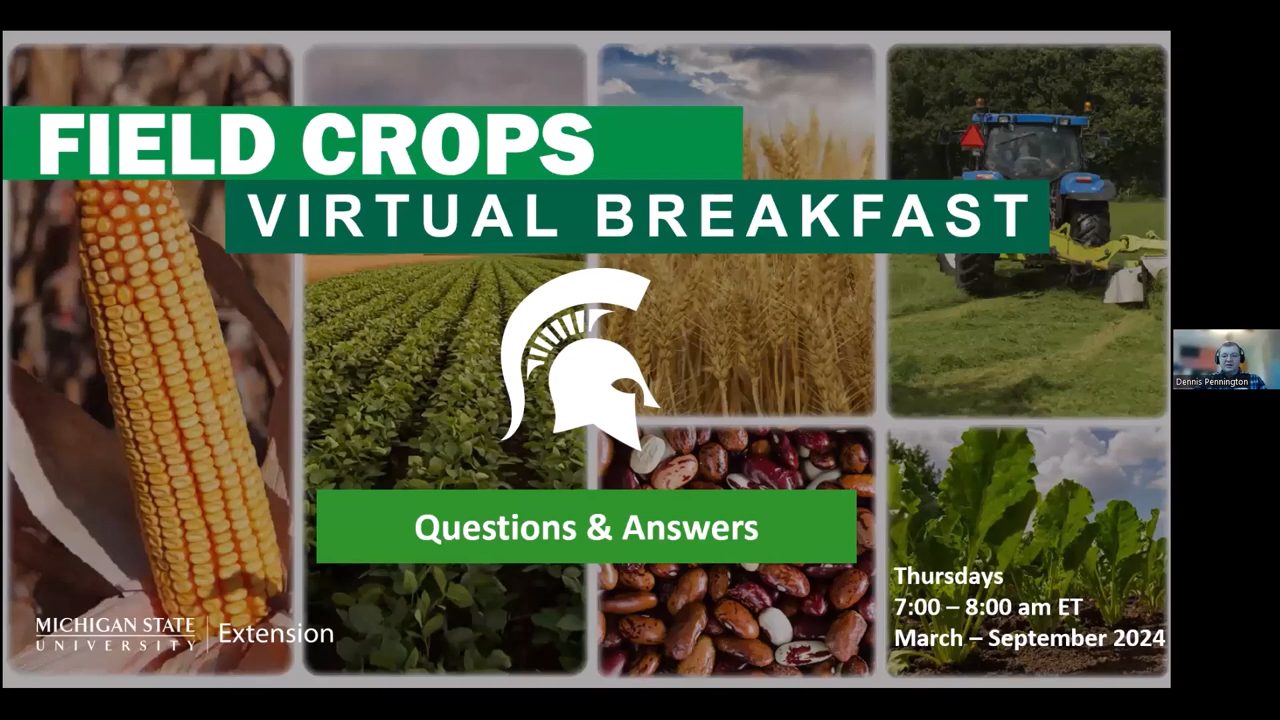 FIELD CROPS
VIRTUAL BREAKFAST
Questions & Answers
Thursdays
7:00 – 8:00 am ET
March – September 2024
MICHIGAN STATE
UNIVERSITY
Extension
Dennis Pennington